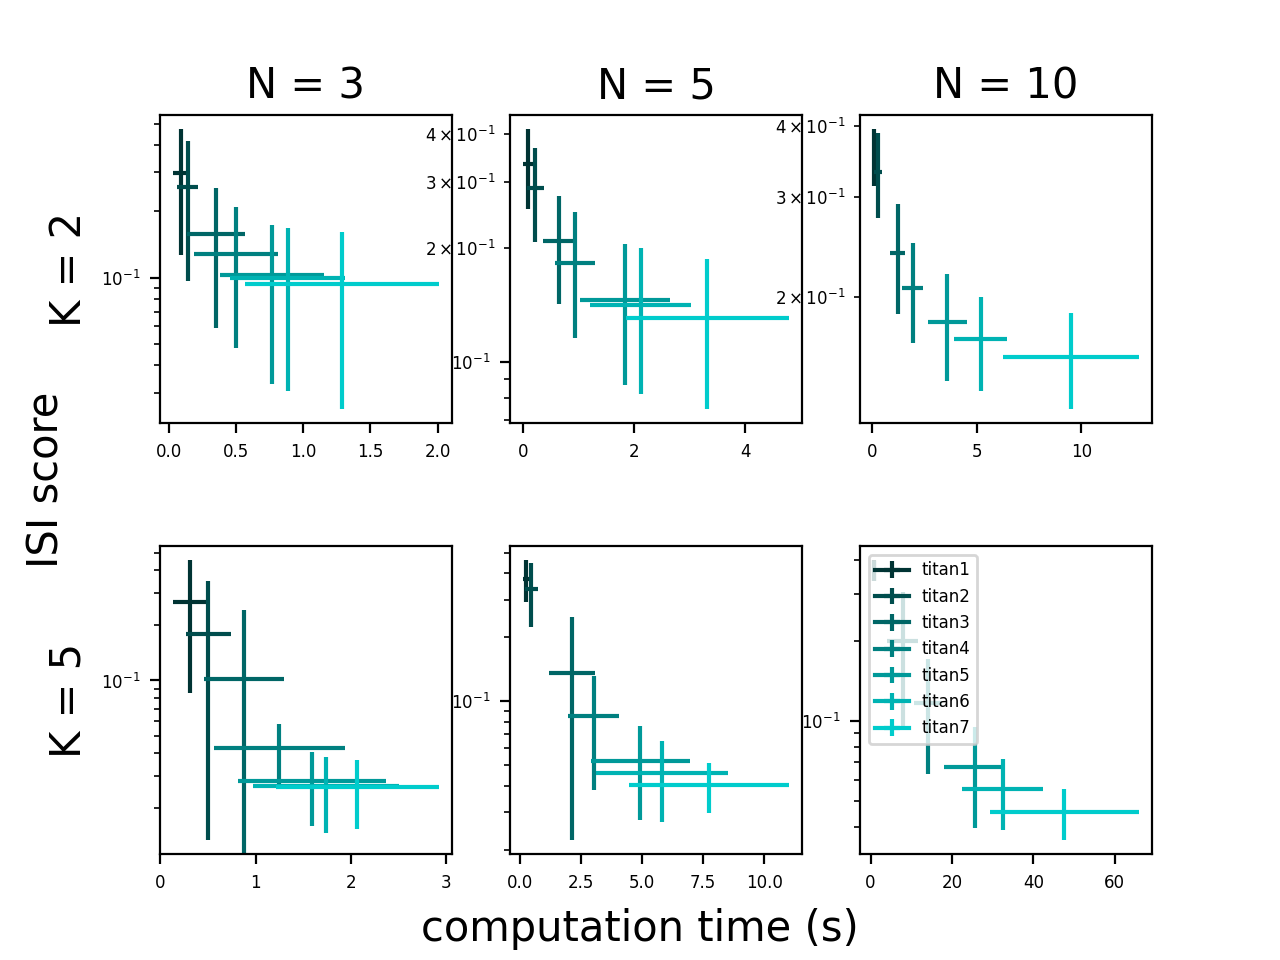 N = 3
N = 5
N = 10
K = 2
10⁻¹
0.0 0.5 1.0 1.5 2.0
4×10⁻¹
3×10⁻¹
2×10⁻¹
10⁻¹
0 2 4
4×10⁻¹
3×10⁻¹
2×10⁻¹
0 5 10
ISI score
K = 5
10⁻¹
0 1 2 3
10⁻¹
0.0 2.5 5.0 7.5 10.0
10⁻¹
titan1
titan2
titan3
titan4
titan5
titan6
titan7
0 20 40 60
computation time (s)